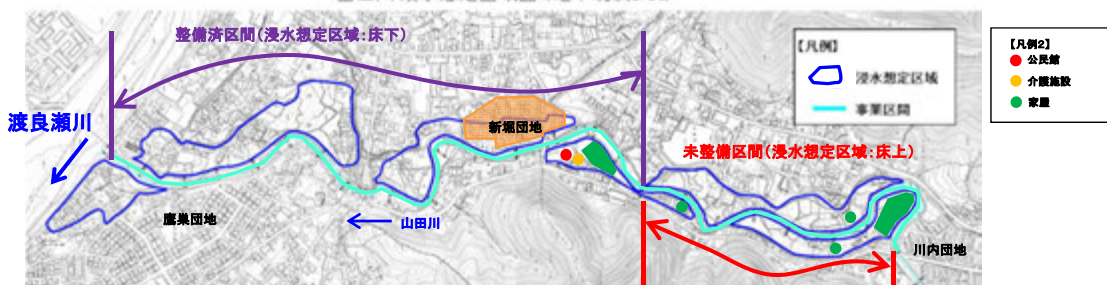 整備済区間(浸水想定区域:床下)
【凡例】
浸水想定区域
事業区間
【凡例2】
公民館
介護施設
家屋
渡良瀬川
新堀団地
未整備区間(浸水想定区域:床上)
鷹巣団地
山田川
川内団地